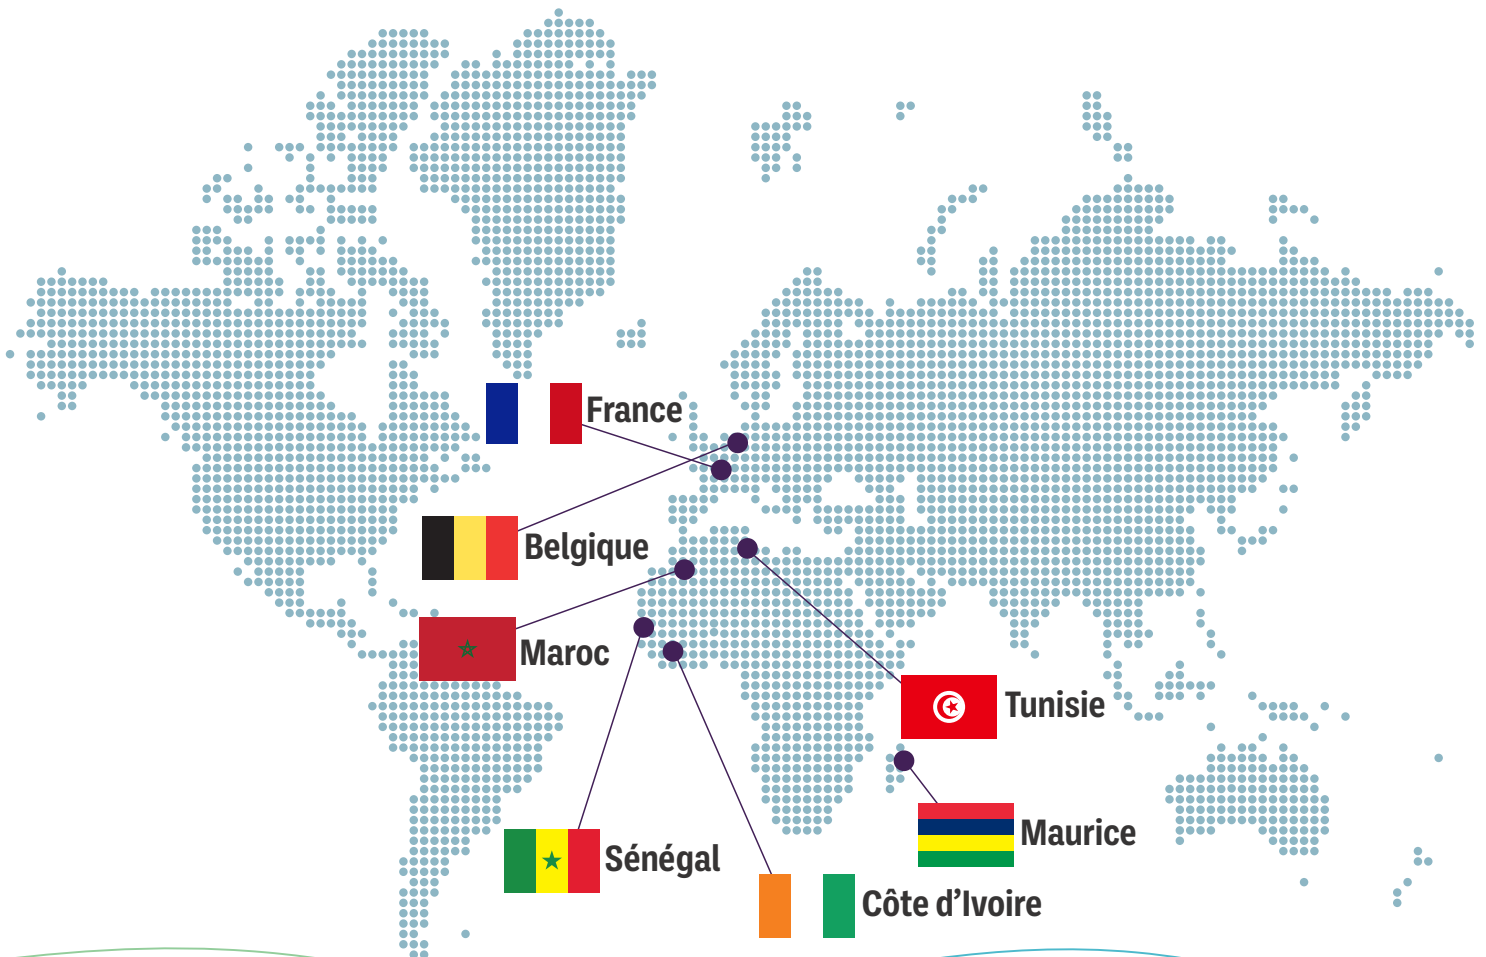 France
Belgique
Maroc
Tunisie
Maurice
Sénégal
Côte d’Ivoire